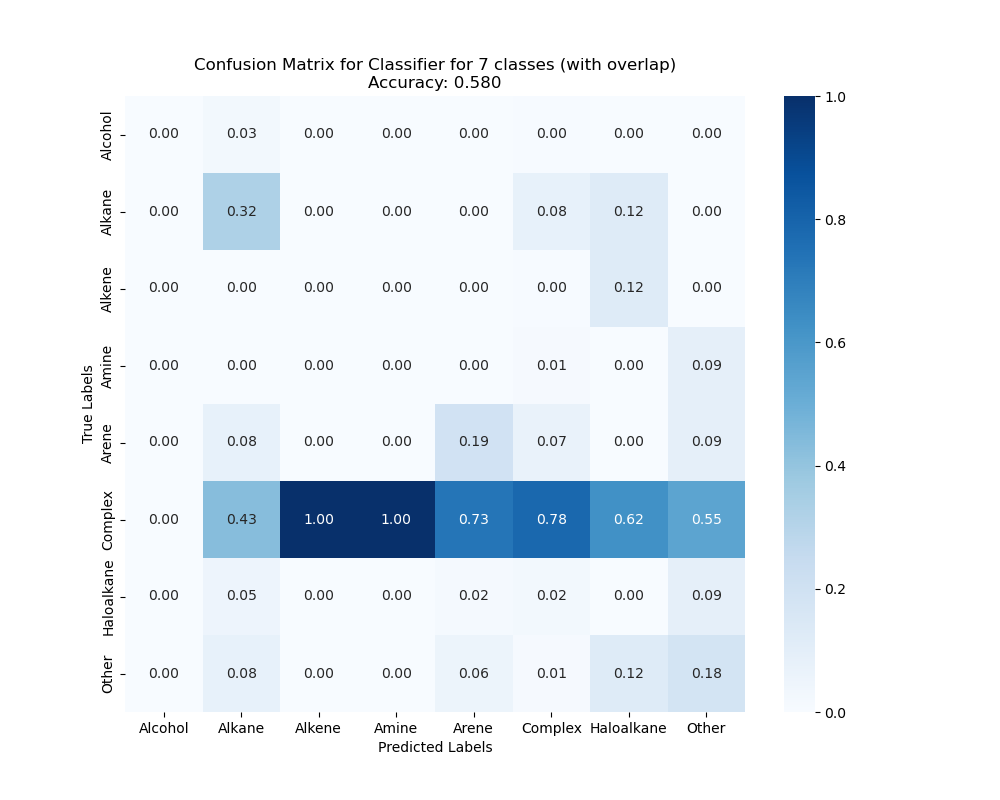 Confusion Matrix for Classifier for 7 classes (with overlap)
Accuracy: 0.580
True Labels
Alcohol 0.00 0.03 0.00 0.00 0.00 0.00 0.00 0.00
Alkane 0.00 0.32 0.00 0.00 0.00 0.08 0.12 0.00
Alkene 0.00 0.00 0.00 0.00 0.00 0.00 0.12 0.00
Amine 0.00 0.00 0.00 0.00 0.00 0.01 0.00 0.09
Arene 0.00 0.08 0.00 0.00 0.19 0.07 0.00 0.09
Complex 0.00 0.43 1.00 1.00 0.73 0.78 0.62 0.55
Haloalkane 0.00 0.05 0.00 0.00 0.02 0.02 0.00 0.09
Other 0.00 0.08 0.00 0.00 0.06 0.01 0.12 0.18
Alcohol Alkane Alkene Amine Arene Complex Haloalkane Other
Predicted Labels
1.0
0.8
0.6
0.4
0.2
0.0